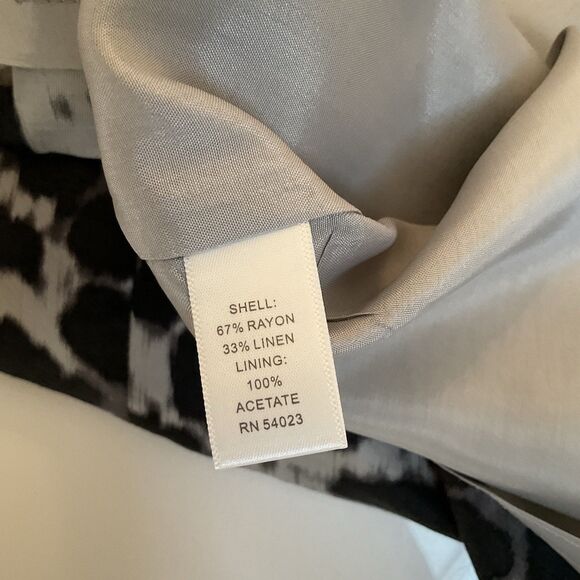 SHELL:
67% RAYON
33% LINEN
LINING:
100%
ACETATE
RN 54023